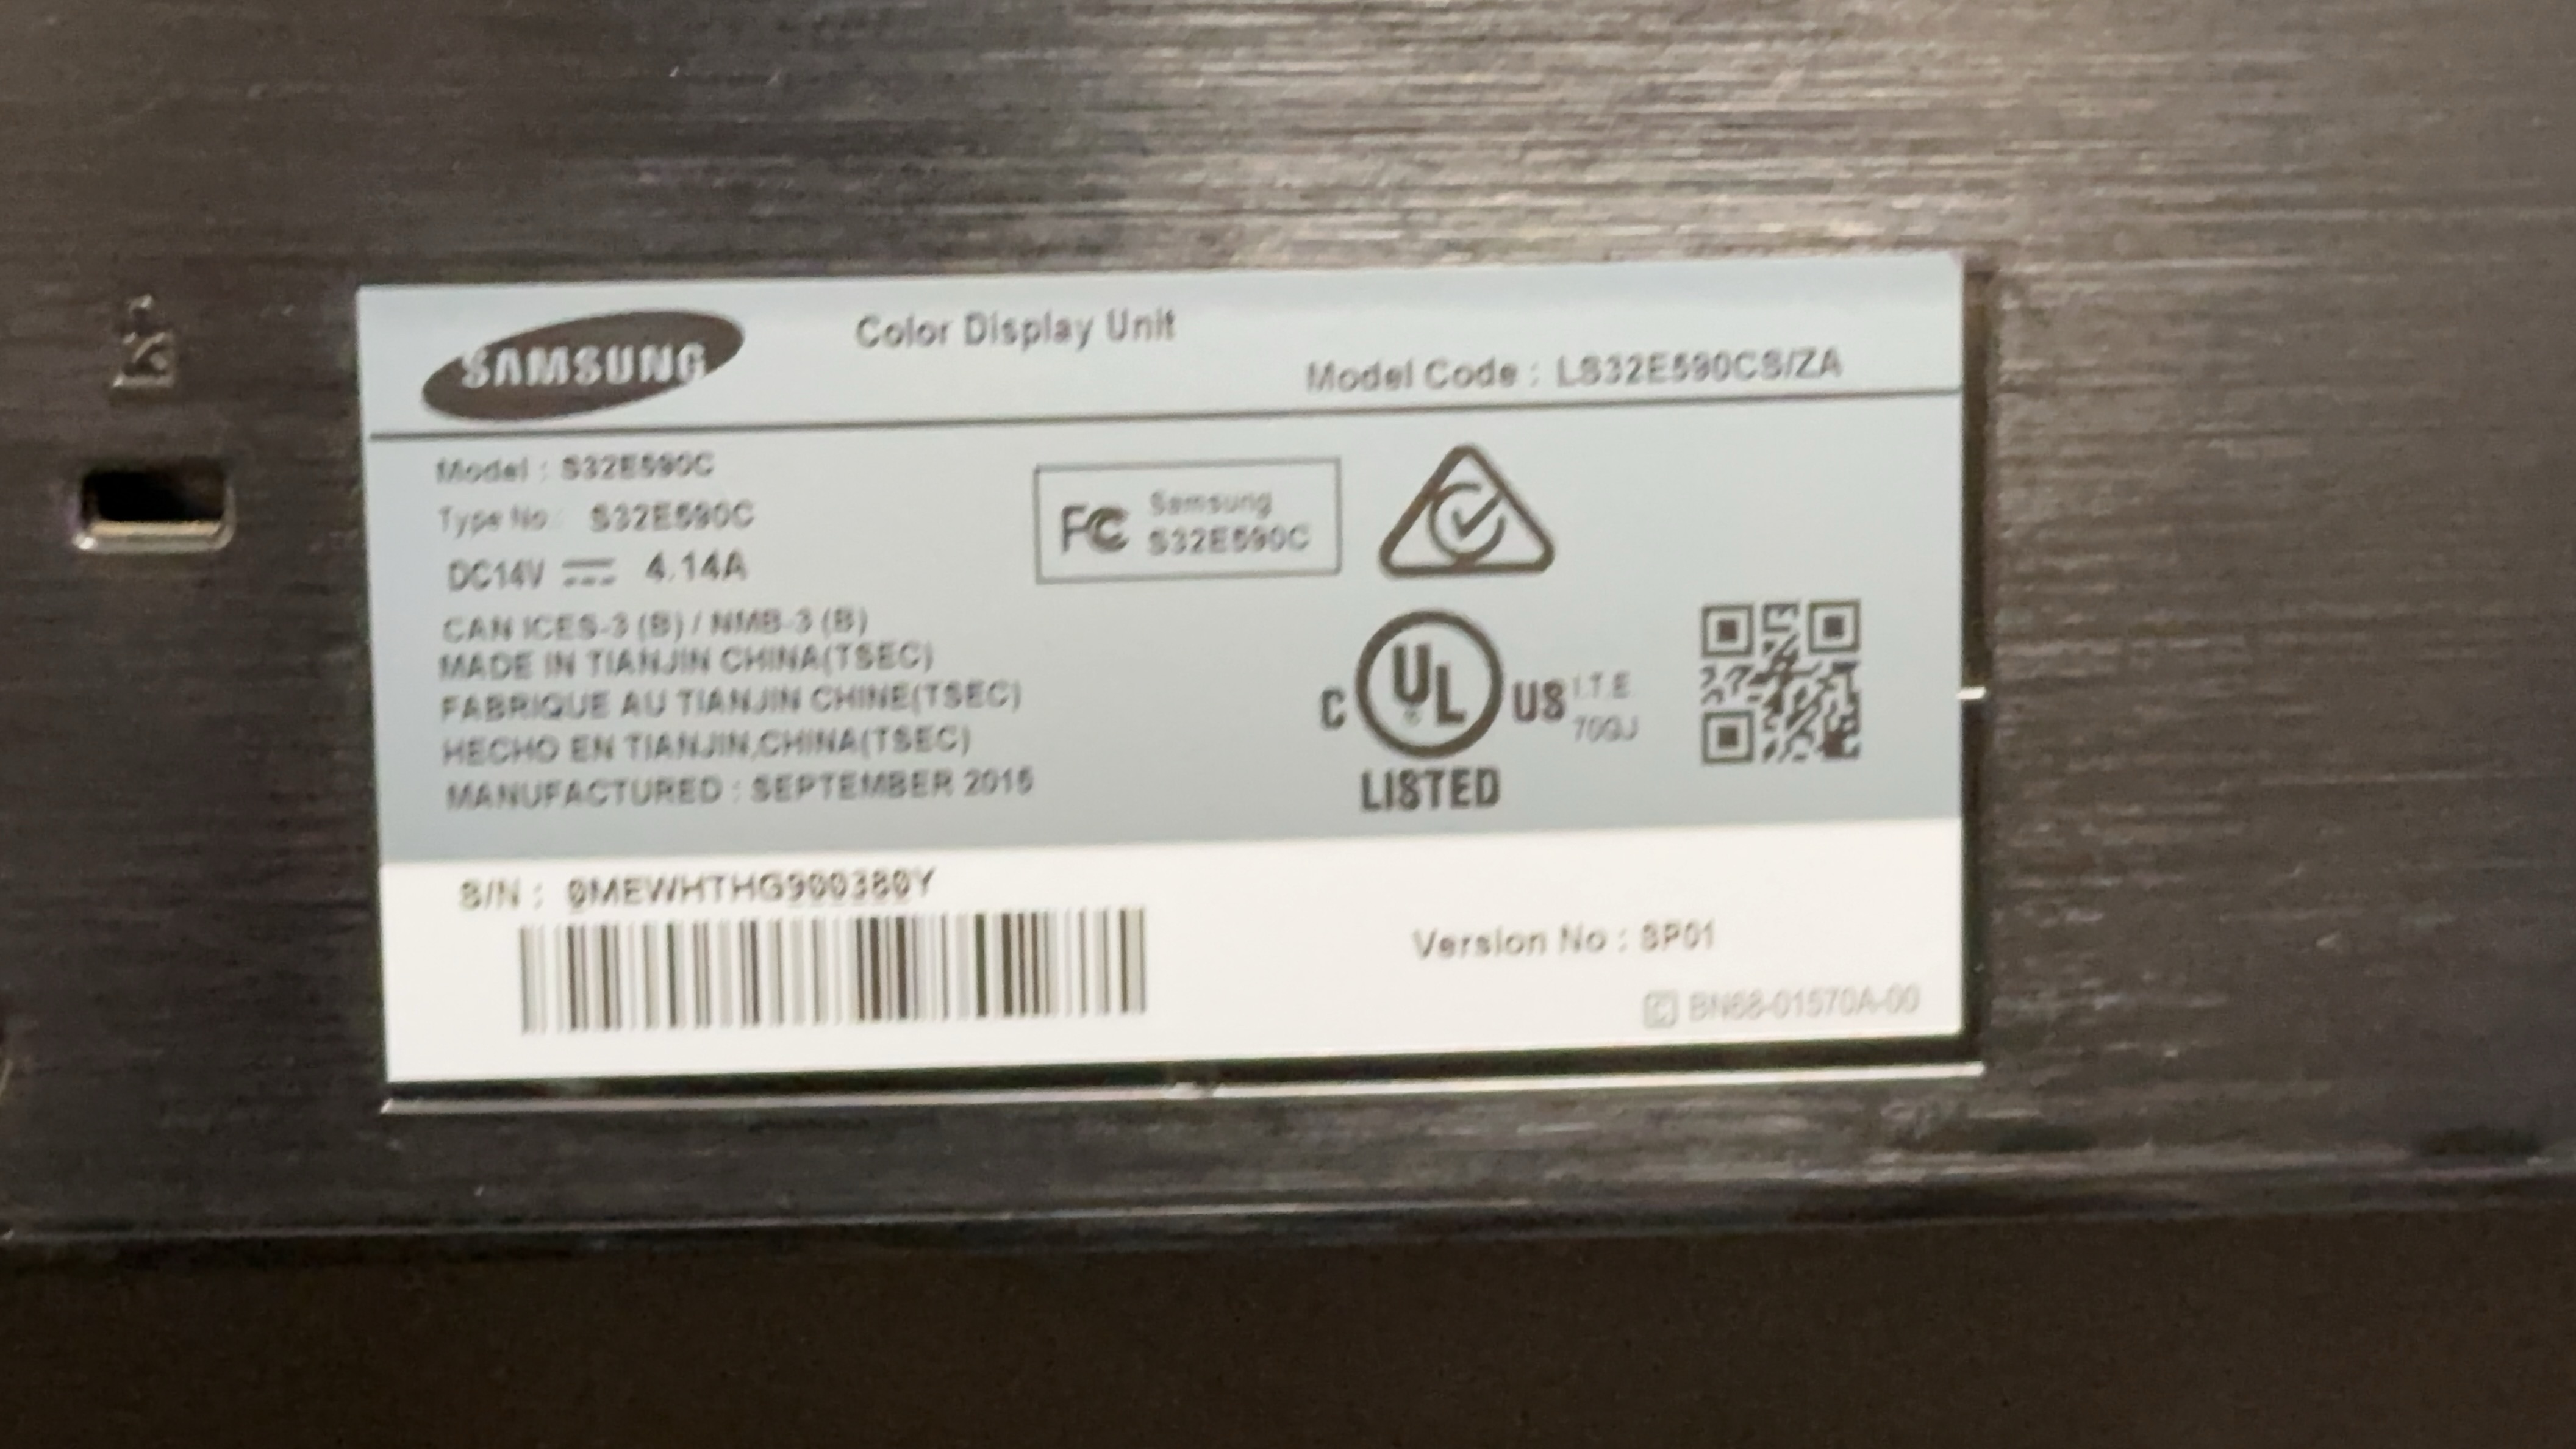 SAMSUNG
Color Display Unit
Model Code : LS32E590CS/ZA
Model : S32E590C
Type No S32E590C
DC14V 4.14A
FC Samsung
S32E590C
CAN ICES-3 (B) / NMB-3 (B)
MADE IN TIANJIN CHINA(TSEC)
FABRIQUE AU TIANJIN CHINE(TSEC)
HECHO EN TIANJIN,CHINA(TSEC)
MANUFACTURED : SEPTEMBER 2015
C UL ® US I.T.E
LISTED
S/N : 0MEWHTHG900380Y
Version No : SP01
BN68-01570A-00